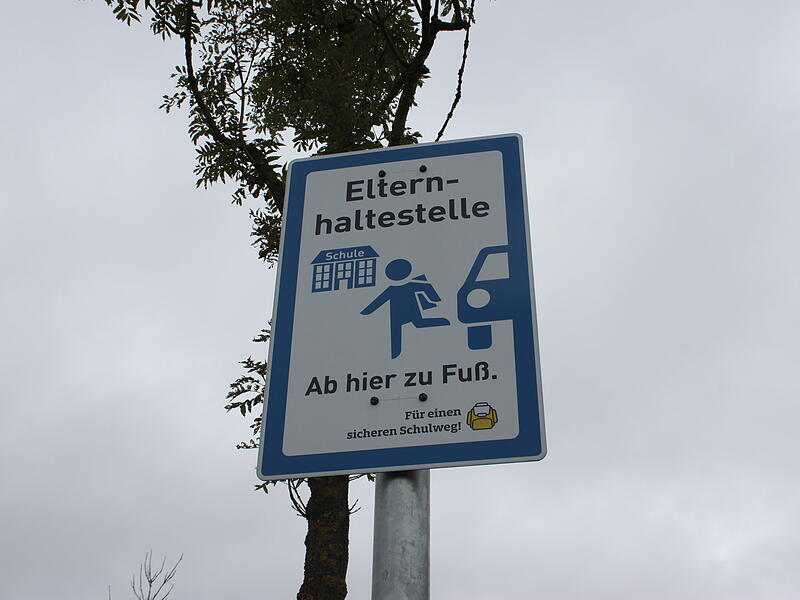 Eltern-
haltestelle
Schule
Ab hier zu Fuß.
Für einen
sicheren Schulweg!